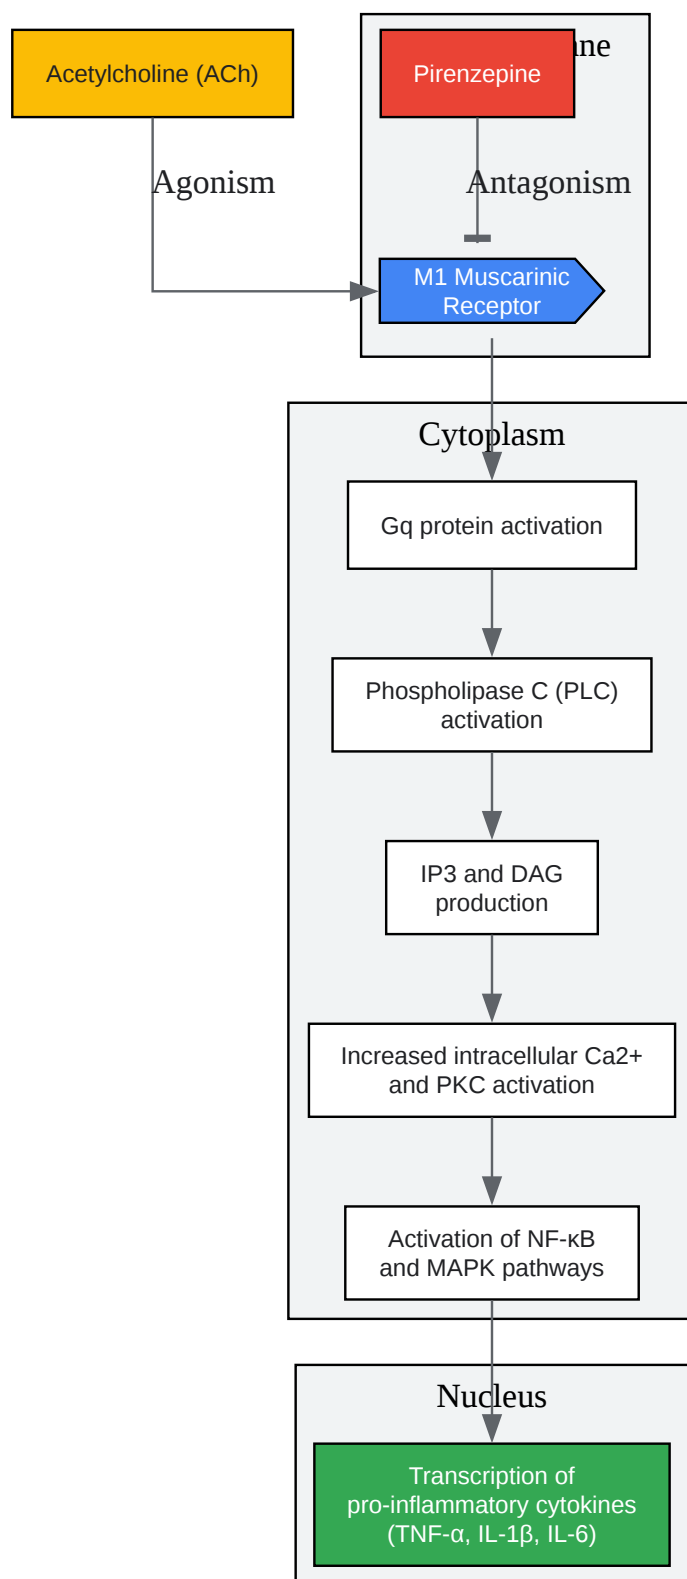 Acetylcholine (ACh)
Pirenzepine
Agonism
Antagonism
M1 Muscarinic
Receptor
Cytoplasm
Gq protein activation
Phospholipase C (PLC)
activation
IP3 and DAG
production
Increased intracellular Ca2+
and PKC activation
Activation of NF-κB
and MAPK pathways
Nucleus
Transcription of
pro-inflammatory cytokines
(TNF-α, IL-1β, IL-6)